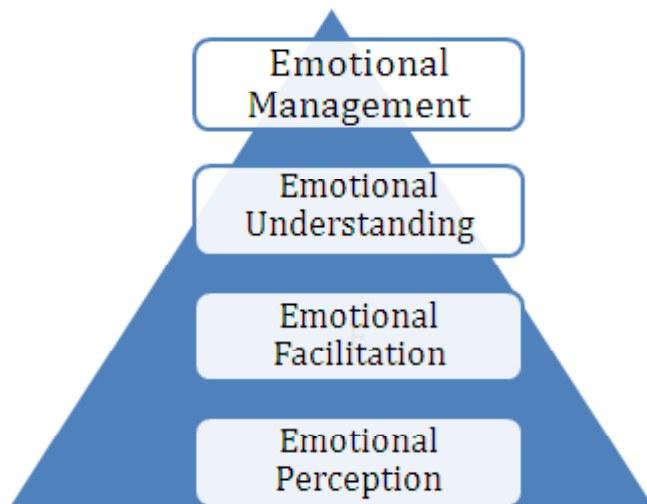 Emotional
Management
Emotional
Understanding
Emotional
Facilitation
Emotional
Perception